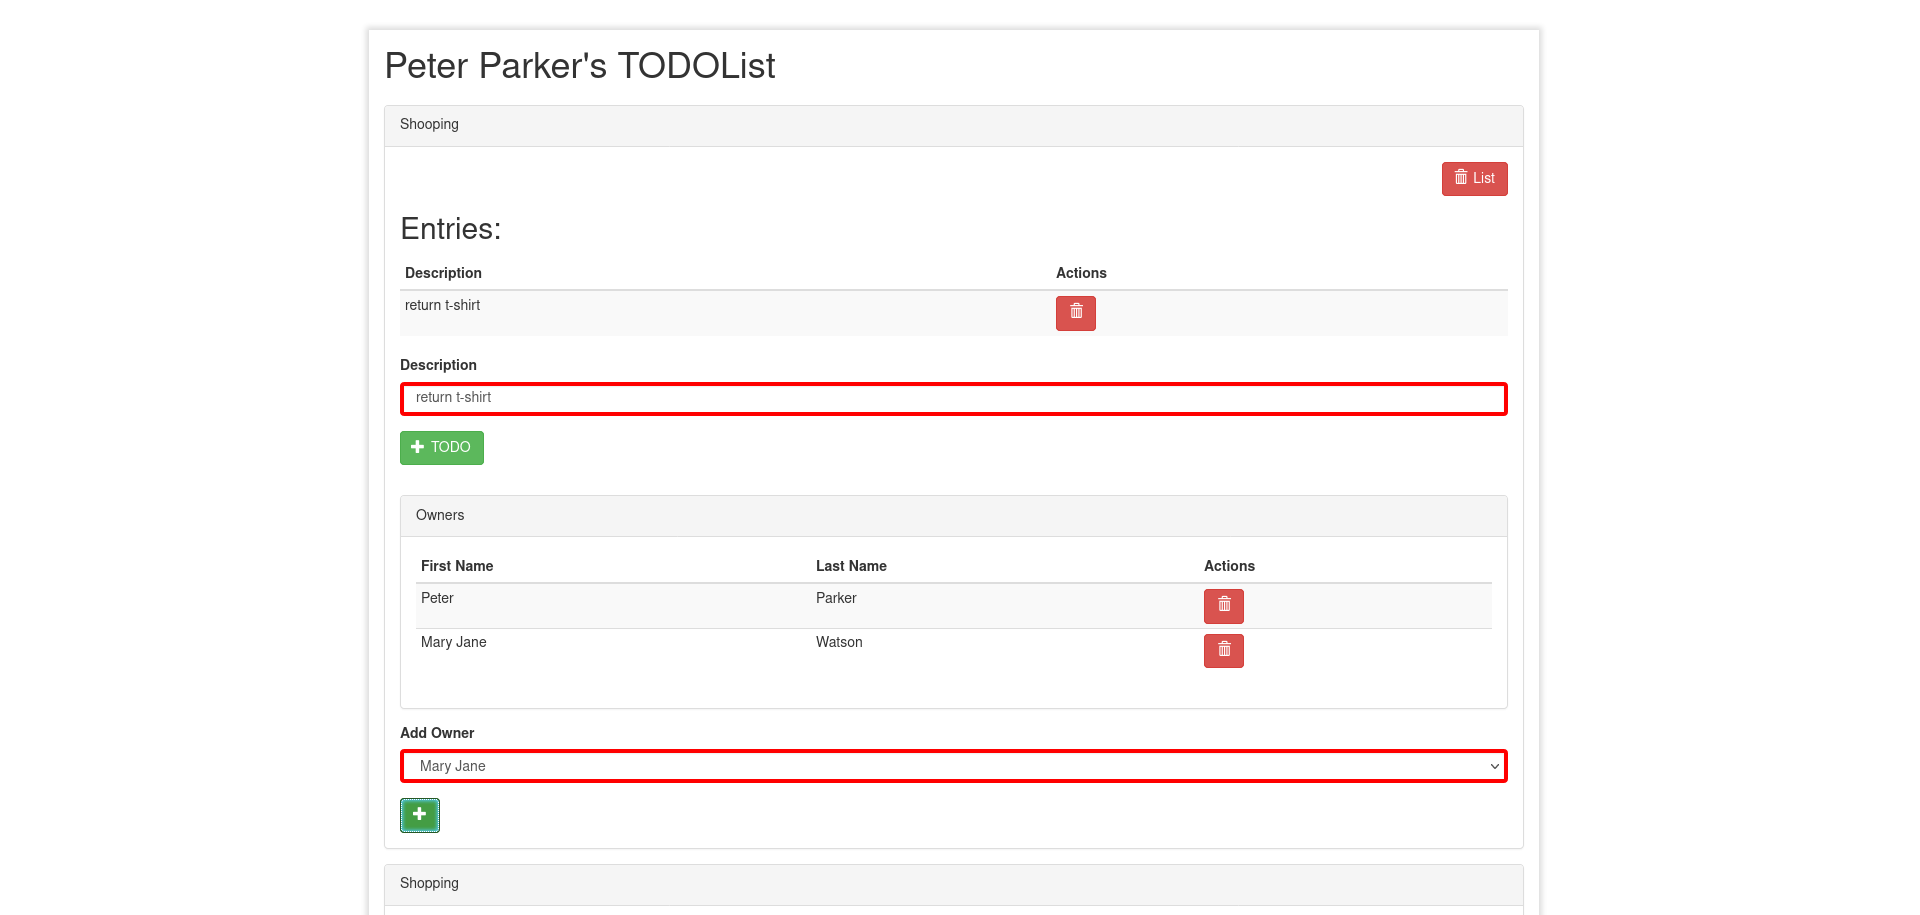 Peter Parker's TODOList
Shooping
List
Entries:
Description Actions
return t-shirt
Description
return t-shirt
TODO
Owners
First Name Last Name Actions
Peter Parker
Mary Jane Watson
Add Owner
Mary Jane
Shopping